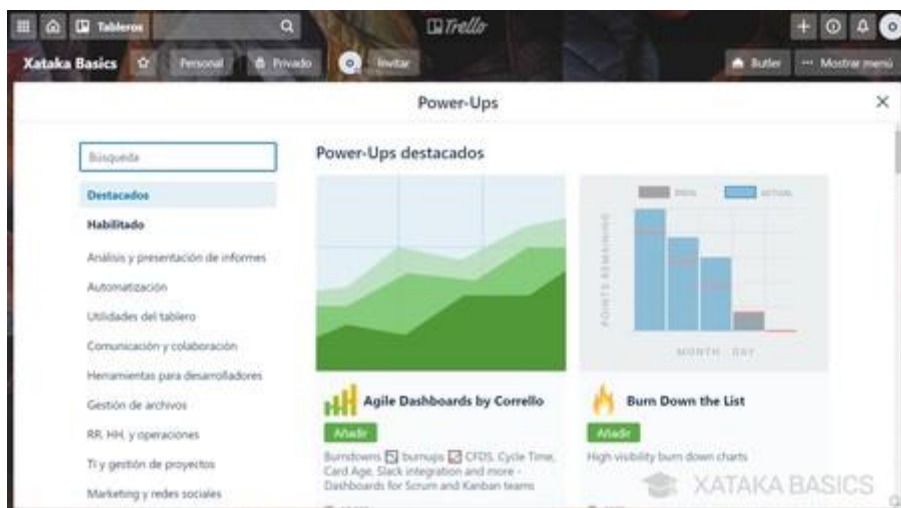 Tableros
Trello
Xataka Basics
Personal
Privado
Invitar
Butler
Mostrar menú
Power-Ups
Búsqueda
Destacados
Habilitado
Análisis y presentación de informes
Automatización
Utilidades del tablero
Comunicación y colaboración
Herramientas para desarrolladores
Gestión de archivos
RR. HH. y operaciones
TI y gestión de proyectos
Marketing y redes sociales
Power-Ups destacados
POINTS REMAINING
MONTH DAY
Agile Dashboards by Corrello
Añadir
Burndowns burnups CFDS, Cycle Time,
Card Age, Slack integration and more -
Dashboards for Scrum and Kanban teams
ACTUAL
Burn Down the List
Añadir
High visibility burn down charts
XATAKA BASICS